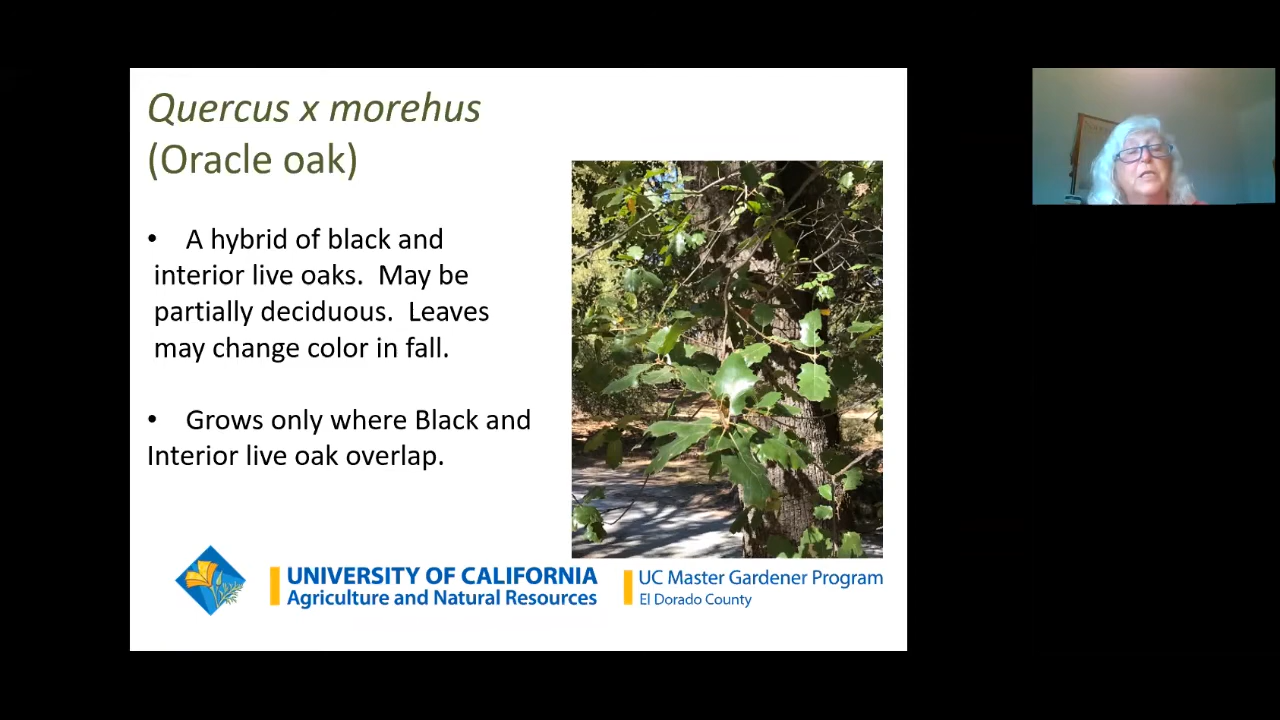 Quercus x morehus
(Oracle oak)
• A hybrid of black and
interior live oaks. May be
partially deciduous. Leaves
may change color in fall.
• Grows only where Black and
Interior live oak overlap.
UNIVERSITY OF CALIFORNIA
Agriculture and Natural Resources
UC Master Gardener Program
El Dorado County